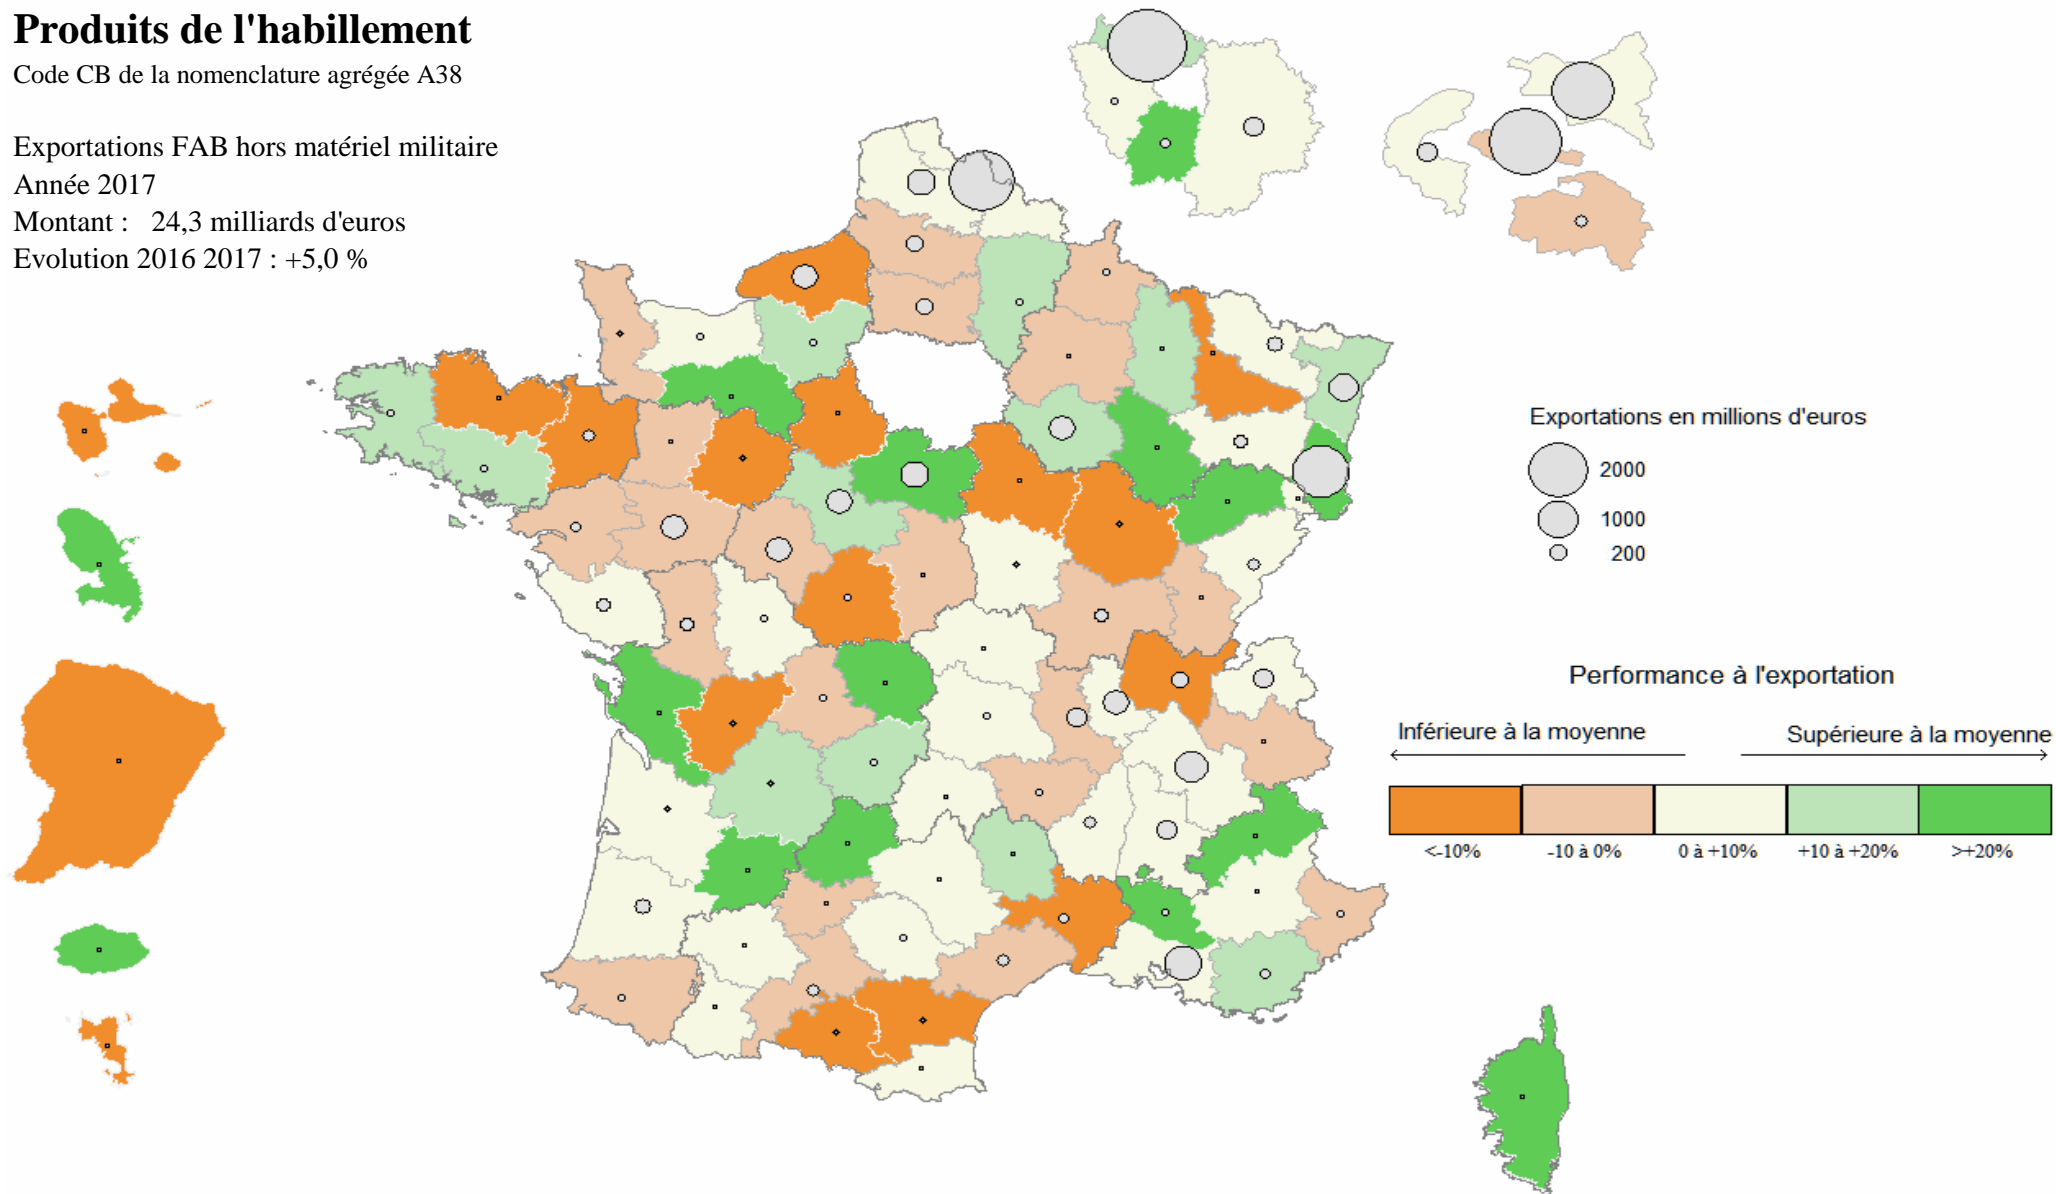 Produits de l'habillement
Code CB de la nomenclature agrégée A38
Exportations FAB hors matériel militaire
Année 2017
Montant : 24,3 milliards d'euros
Evolution 2016 2017 : +5,0 %
Exportations en millions d'euros
2000
1000
200
Performance à l'exportation
Inférieure à la moyenne
Supérieure à la moyenne
<-10%
-10 à 0%
0 à +10%
+10 à +20%
>+20%